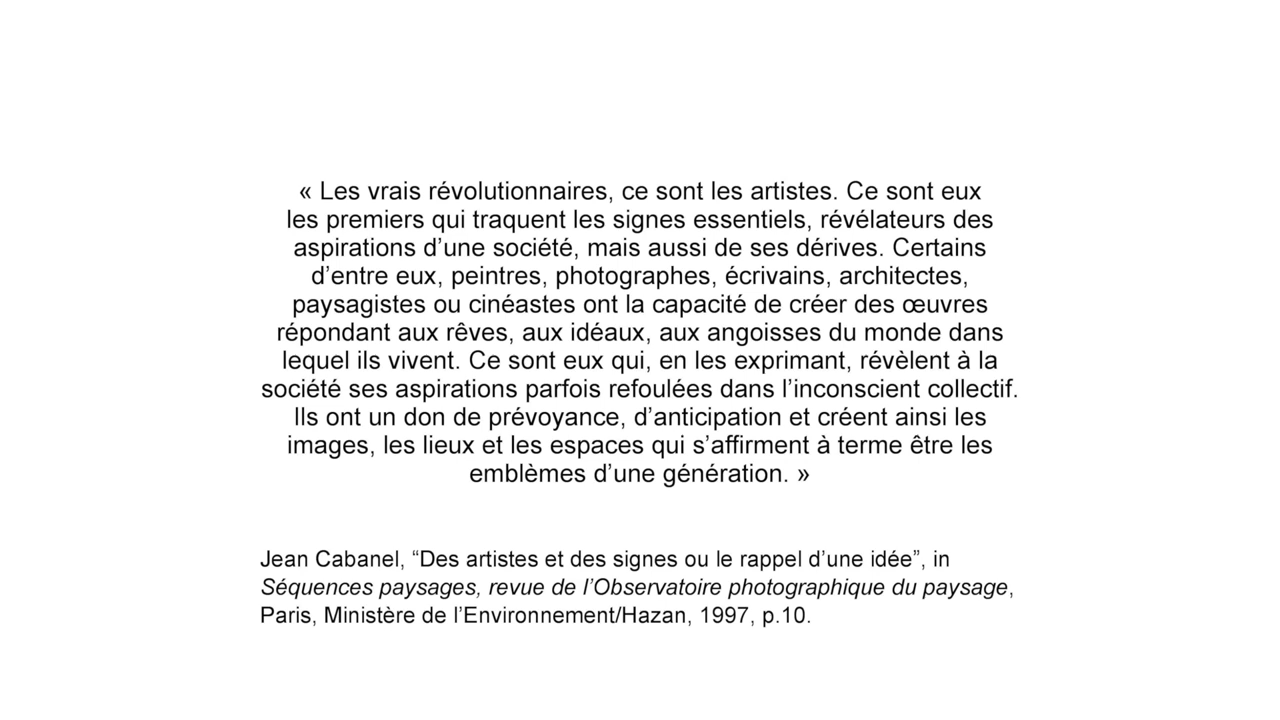 « Les vrais révolutionnaires, ce sont les artistes. Ce sont eux
les premiers qui traquent les signes essentiels, révélateurs des
aspirations d’une société, mais aussi de ses dérives. Certains
d’entre eux, peintres, photographes, écrivains, architectes,
paysagistes ou cinéastes ont la capacité de créer des œuvres
répondant aux rêves, aux idéaux, aux angoisses du monde dans
lequel ils vivent. Ce sont eux qui, en les exprimant, révèlent à la
société ses aspirations parfois refoulées dans l’inconscient collectif.
Ils ont un don de prévoyance, d’anticipation et créent ainsi les
images, les lieux et les espaces qui s’affirment à terme être les
emblèmes d’une génération. »
Jean Cabanel, “Des artistes et des signes ou le rappel d’une idée”, in
Séquences paysages, revue de l’Observatoire photographique du paysage,
Paris, Ministère de l’Environnement/Hazan, 1997, p.10.